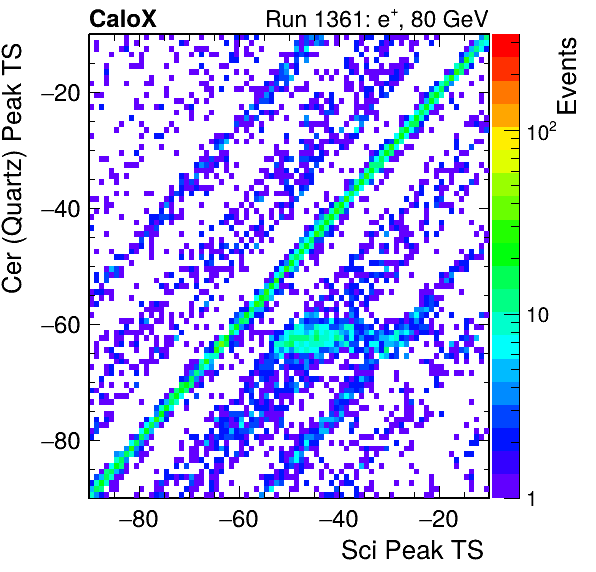 CaloX
Run 1361: e⁺, 80 GeV
Cer (Quartz) Peak TS
−20
−40
−60
−80
−80
−60
−40
−20
Sci Peak TS
Events
10²
10
1